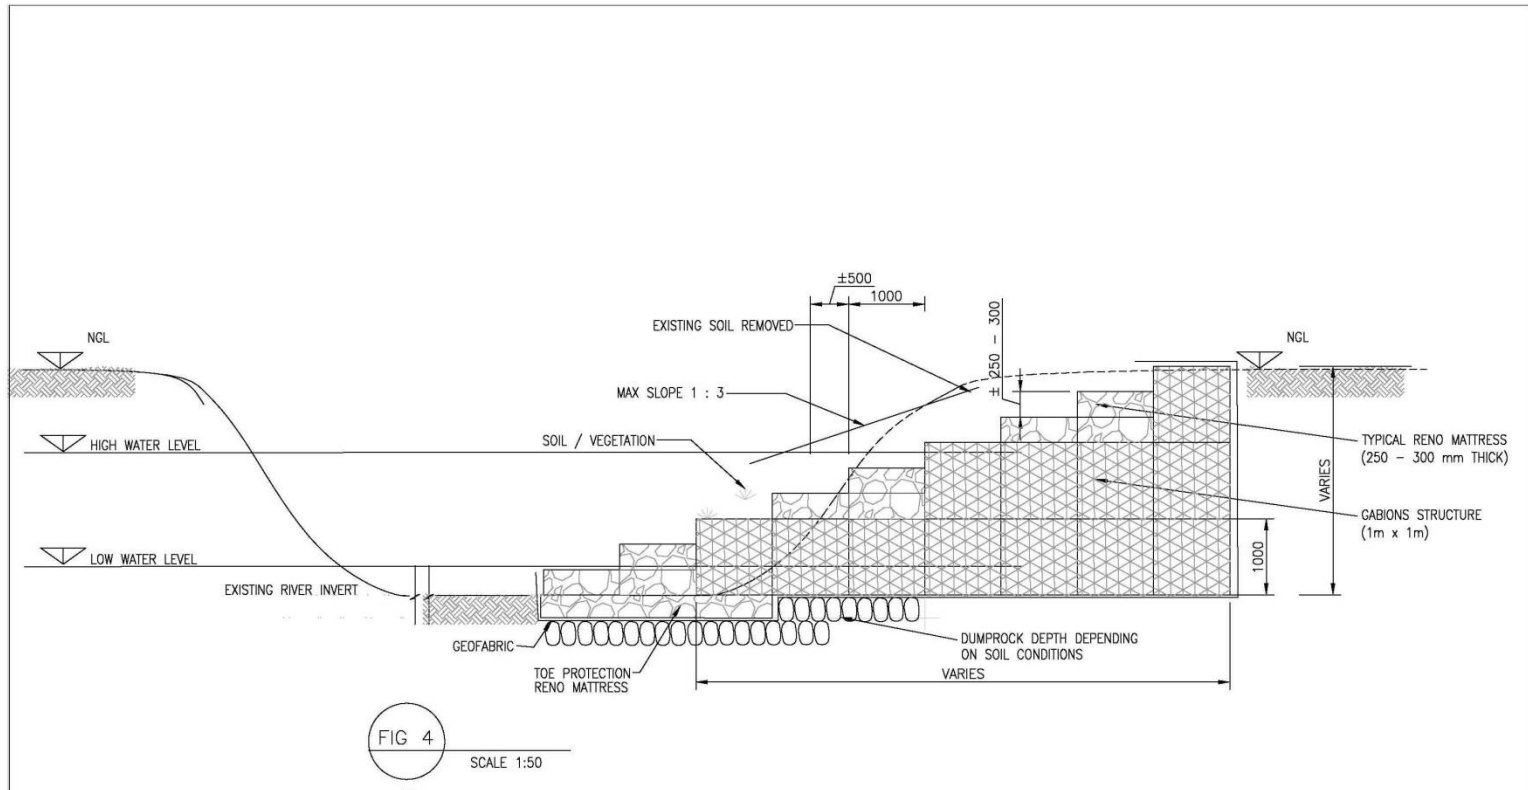 ±500
1000
EXISTING SOIL REMOVED
± 250 - 300
NGL
NGL
MAX SLOPE 1 : 3
HIGH WATER LEVEL
SOIL / VEGETATION
TYPICAL RENO MATTRESS
(250 - 300 mm THICK)
VARIES
GABIONS STRUCTURE
(1m x 1m)
1000
LOW WATER LEVEL
EXISTING RIVER INVERT
GEOFABRIC
DUMPROCK DEPTH DEPENDING
ON SOIL CONDITIONS
TOE PROTECTION
RENO MATTRESS
VARIES
FIG 4
SCALE 1:50